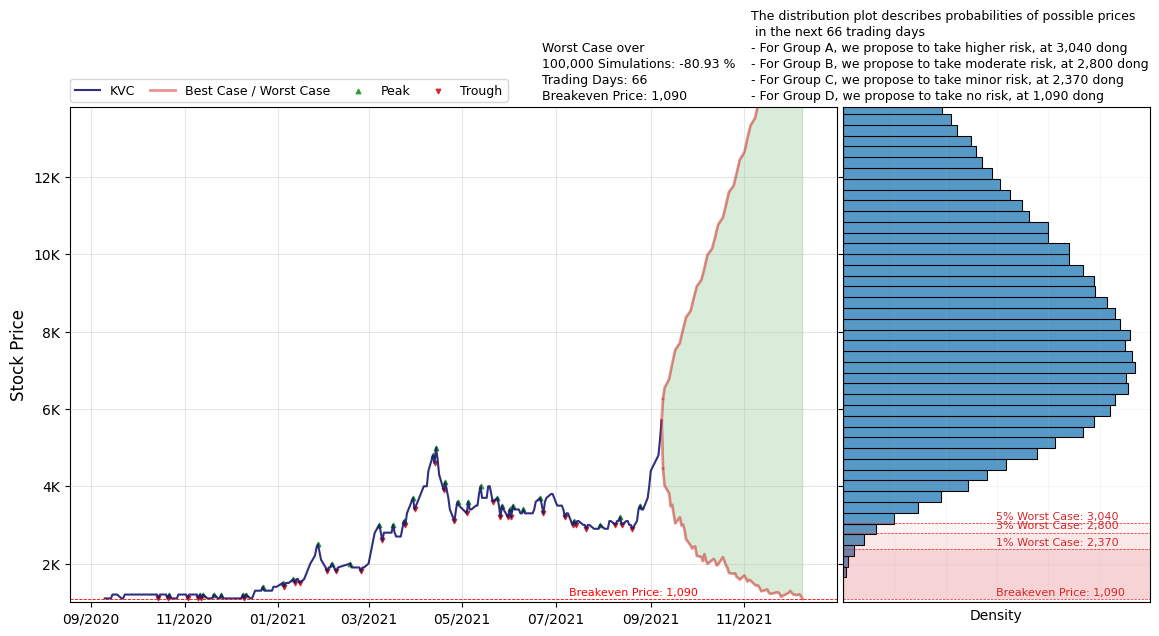 The distribution plot describes probabilities of possible prices
in the next 66 trading days
- For Group A, we propose to take higher risk, at 3,040 dong
- For Group B, we propose to take moderate risk, at 2,800 dong
- For Group C, we propose to take minor risk, at 2,370 dong
- For Group D, we propose to take no risk, at 1,090 dong
Worst Case over
100,000 Simulations: -80.93 %
Trading Days: 66
Breakeven Price: 1,090
KVC
Best Case / Worst Case
Peak
Trough
Stock Price
12K
10K
8K
6K
4K
2K
Breakeven Price: 1,090
09/2020
11/2020
01/2021
03/2021
05/2021
07/2021
09/2021
11/2021
5% Worst Case: 3,040
3% Worst Case: 2,800
1% Worst Case: 2,370
Breakeven Price: 1,090
Density